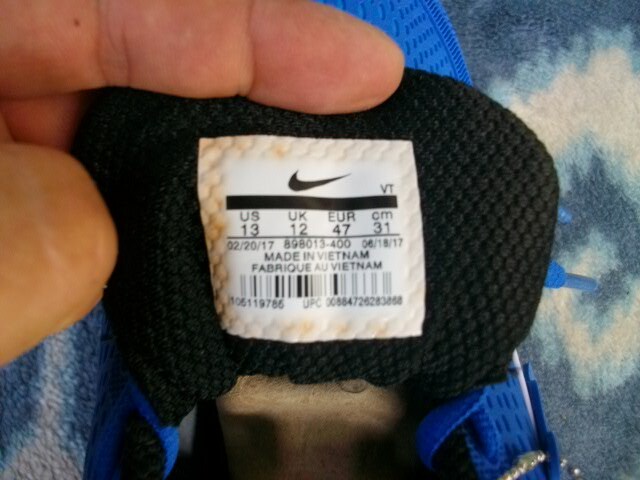 VT
US UK EUR cm
13 12 47 31
02/20/17 898013-400 06/18/17
MADE IN VIETNAM
FABRIQUE AU VIETNAM
105119785 UPC 00884726283868